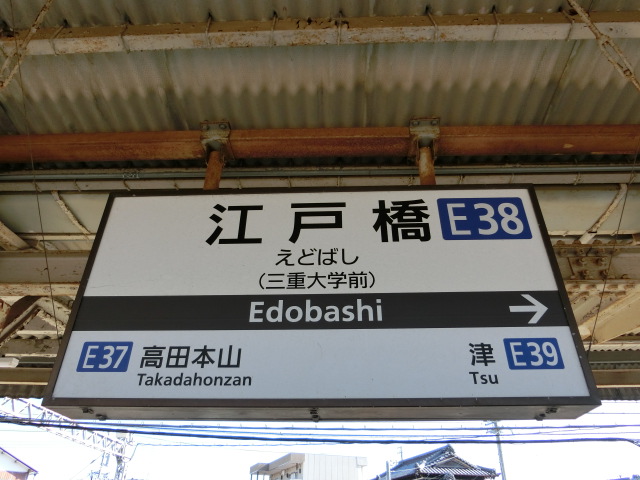 江戸橋 E38
えどばし
(三重大学前)
Edobashi →
E37 高田本山 津 E39
Takadahonzan Tsu